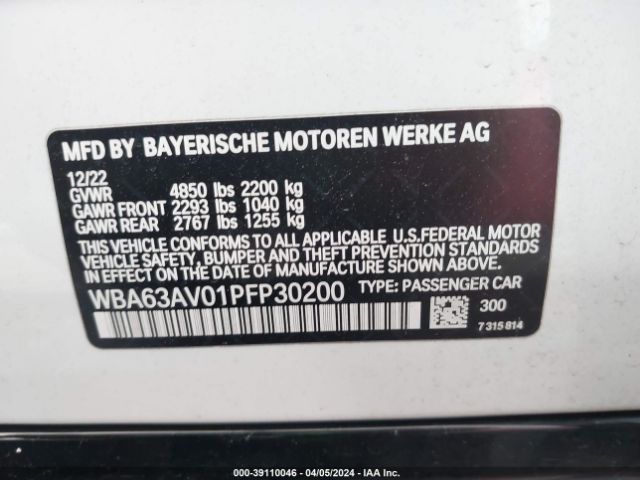 MFD BY BAYERISCHE MOTOREN WERKE AG
12/22
GVWR 4850 lbs 2200 kg
GAWR FRONT 2293 lbs 1040 kg
GAWR REAR 2767 lbs 1255 kg
THIS VEHICLE CONFORMS TO ALL APPLICABLE U.S.FEDERAL MOTOR
VEHICLE SAFETY, BUMPER AND THEFT PREVENTION STANDARDS
IN EFFECT ON THE DATE OF MANUFACTURE SHOWN ABOVE.
WBA63AV01PFP30200 TYPE: PASSENGER CAR
300
7 315 814
000-39110046 - 04/05/2024 - IAA Inc.